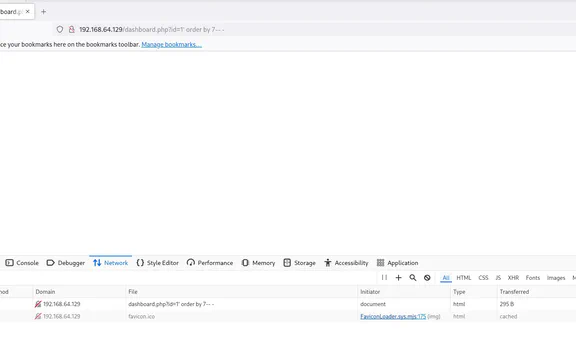 board.p
192.168.64.129/dashboard.php?id=1' order by 7-- -
ce your bookmarks here on the bookmarks toolbar. Manage bookmarks...
Console Debugger Network Style Editor Performance Memory Storage Accessibility Application
All HTML CSS JS XHR Fonts Images M
hod Domain File Initiator Type Transferred
192.168.64.129 dashboard.php?id=1' order by 7-- - document html 295 B
192.168.64.129 favicon.ico FaviconLoader.sys.mjs:175 (img) html cached